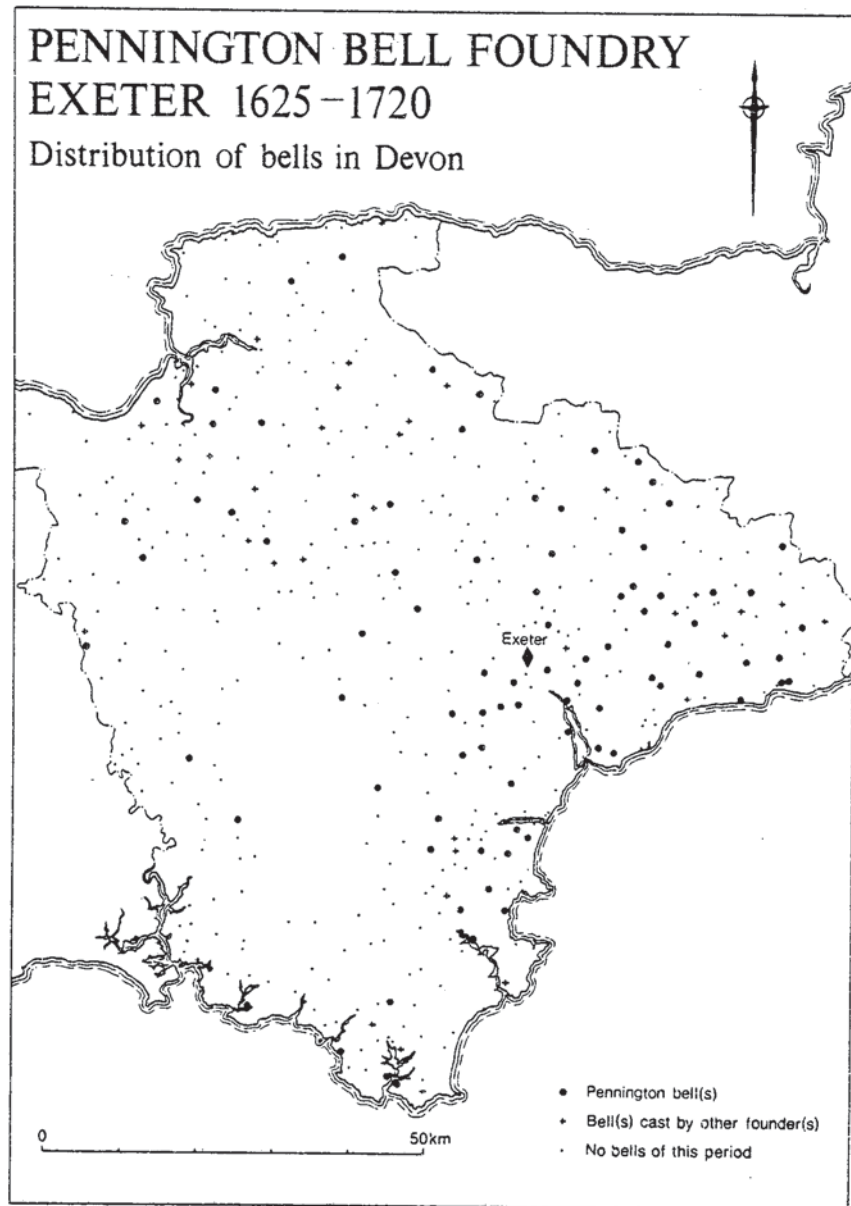 PENNINGTON BELL FOUNDRY
EXETER 1625–1720
Distribution of bells in Devon
Exeter
Pennington bell(s)
Bell(s) cast by other founder(s)
No bells of this period
0 50km